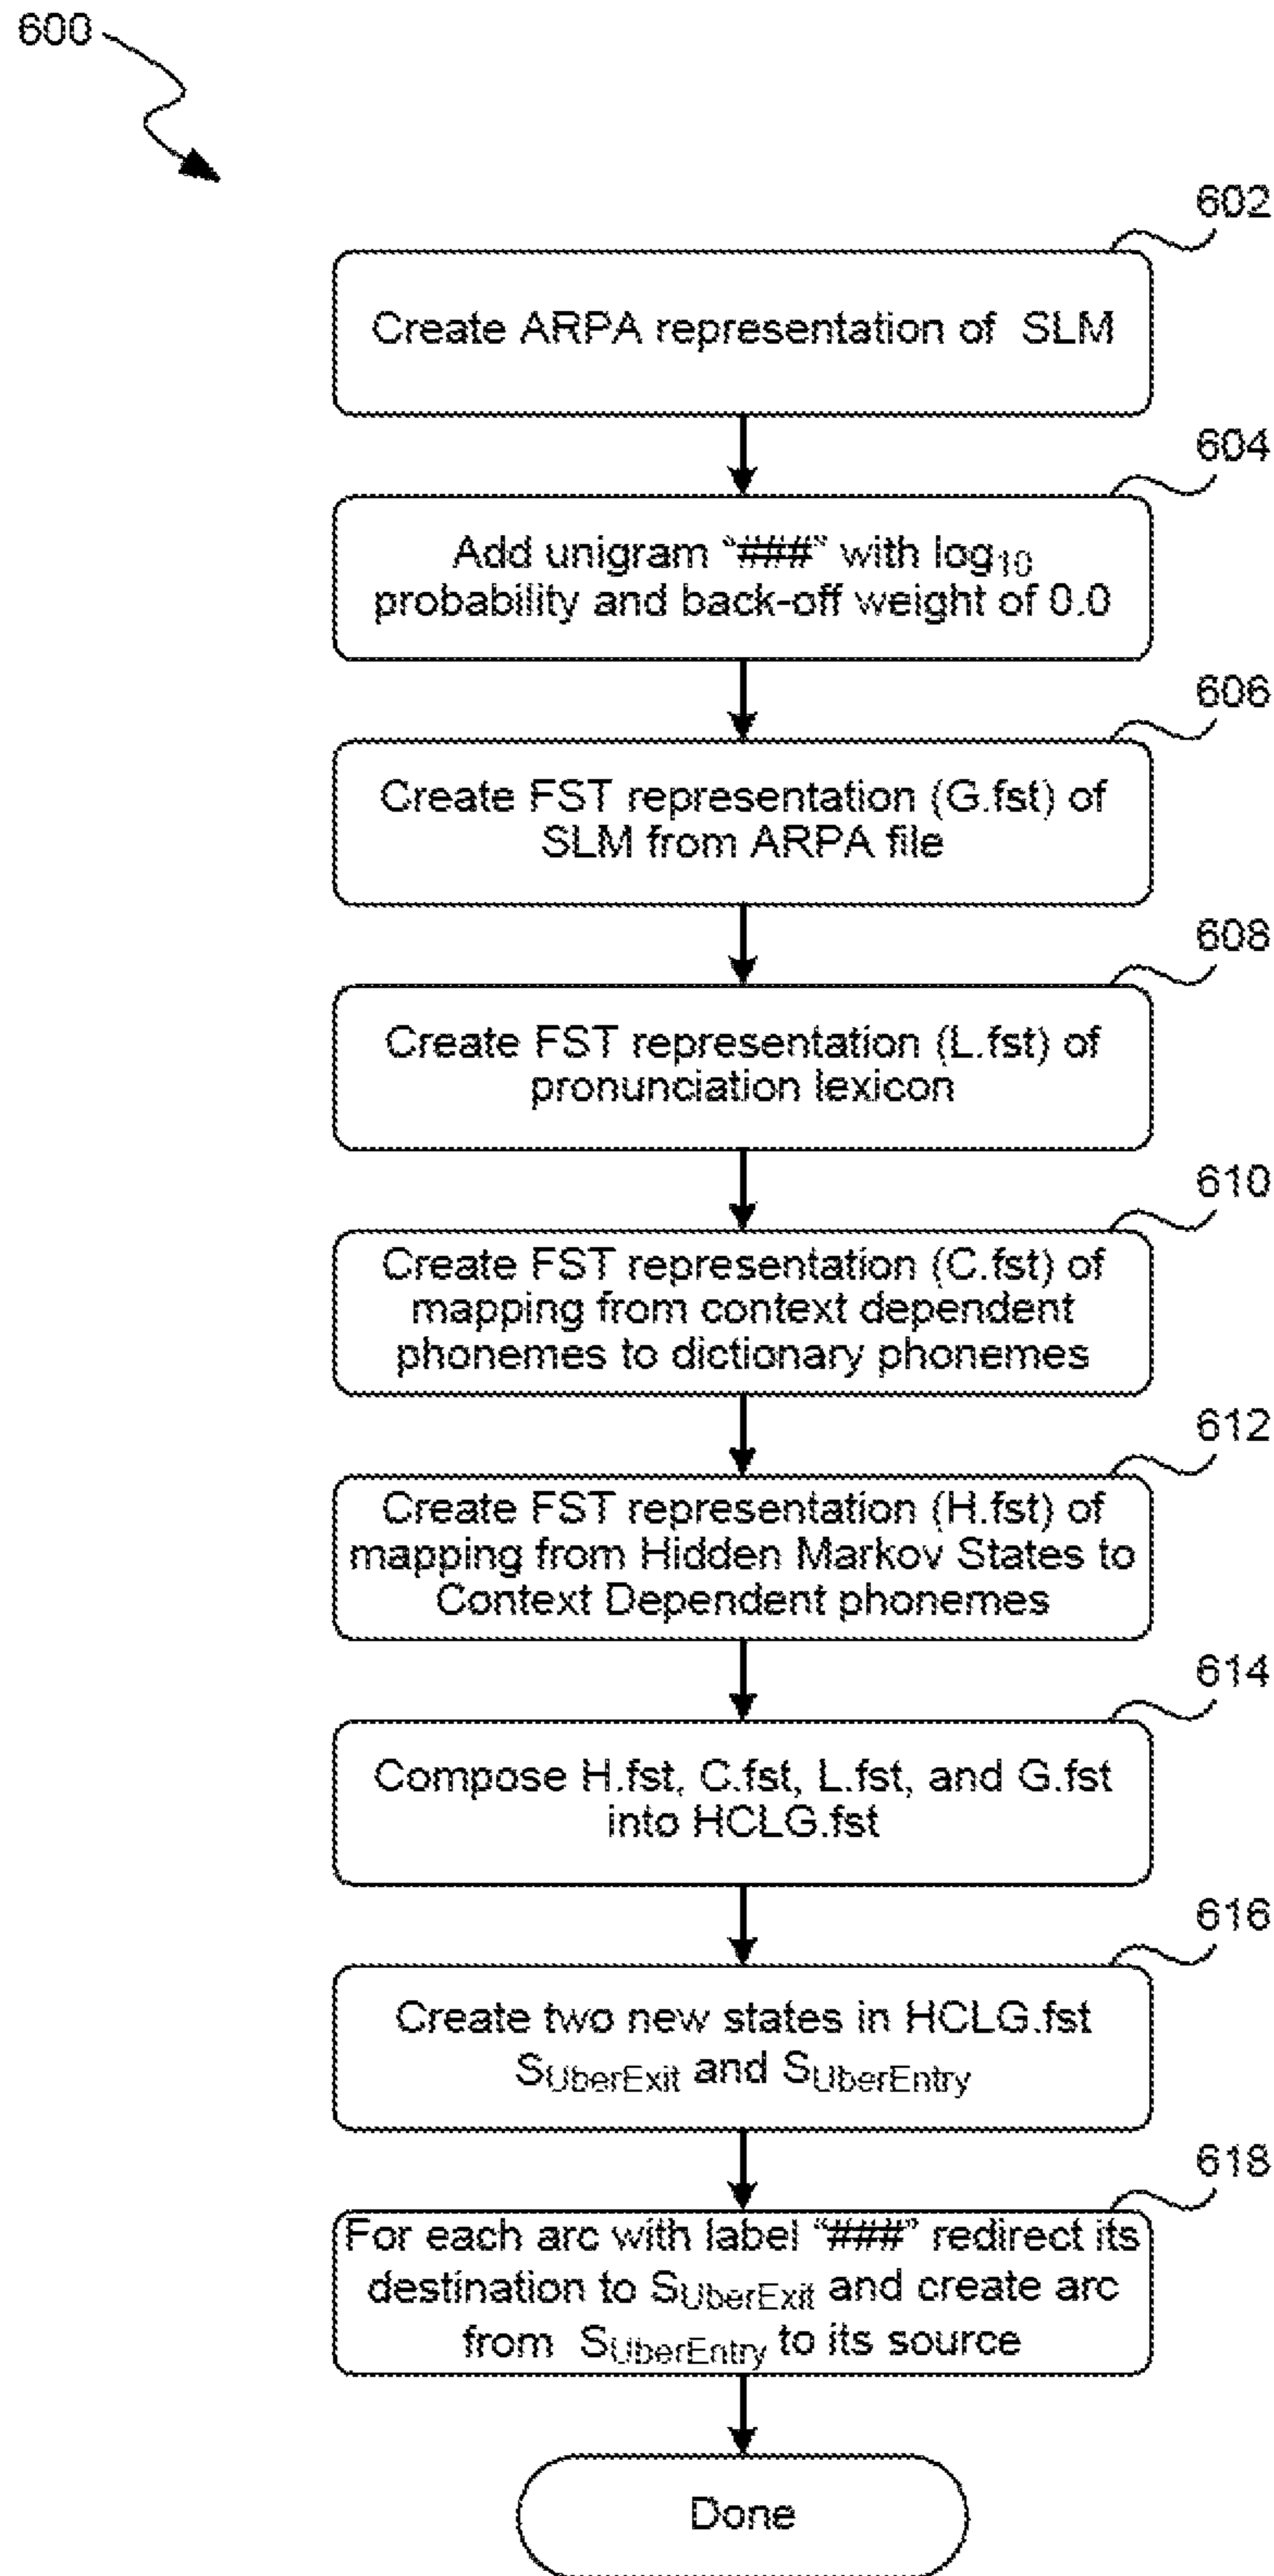 600
602
Create ARPA representation of SLM
604
Add unigram “###” with log10
probability and back-off weight of 0.0
606
Create FST representation (G.fst) of
SLM from ARPA file
608
Create FST representation (L.fst) of
pronunciation lexicon
610
Create FST representation (C.fst) of
mapping from context dependent
phonemes to dictionary phonemes
612
Create FST representation (H.fst) of
mapping from Hidden Markov States to
Context Dependent phonemes
614
Compose H.fst, C.fst, L.fst, and G.fst
into HCLG.fst
616
Create two new states in HCLG.fst
SUberExit and SUberEntry
618
For each arc with label “###” redirect its
destination to SUberExit and create arc
from SUberEntry to its source
Done